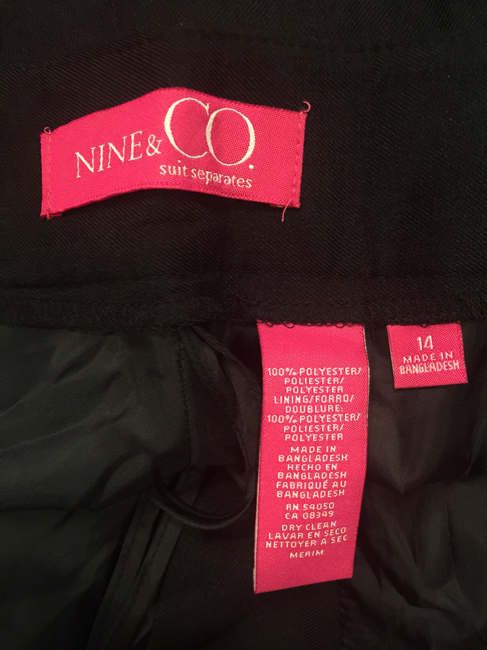 NINE & CO.
suit separates
14
MADE IN
BANGLADESH
100% POLYESTER/
POLIESTER/
POLYESTER
LINING/FORRO/
DOUBLURE:
100% POLYESTER/
POLIESTER/
POLYESTER
MADE IN
BANGLADESH
HECHO EN
BANGLADESH
FABRIQUÉ AU
BANGLADESH
RN 54050
CA 08349
DRY CLEAN
LAVAR EN SECO
NETTOYER A SEC
MERIM